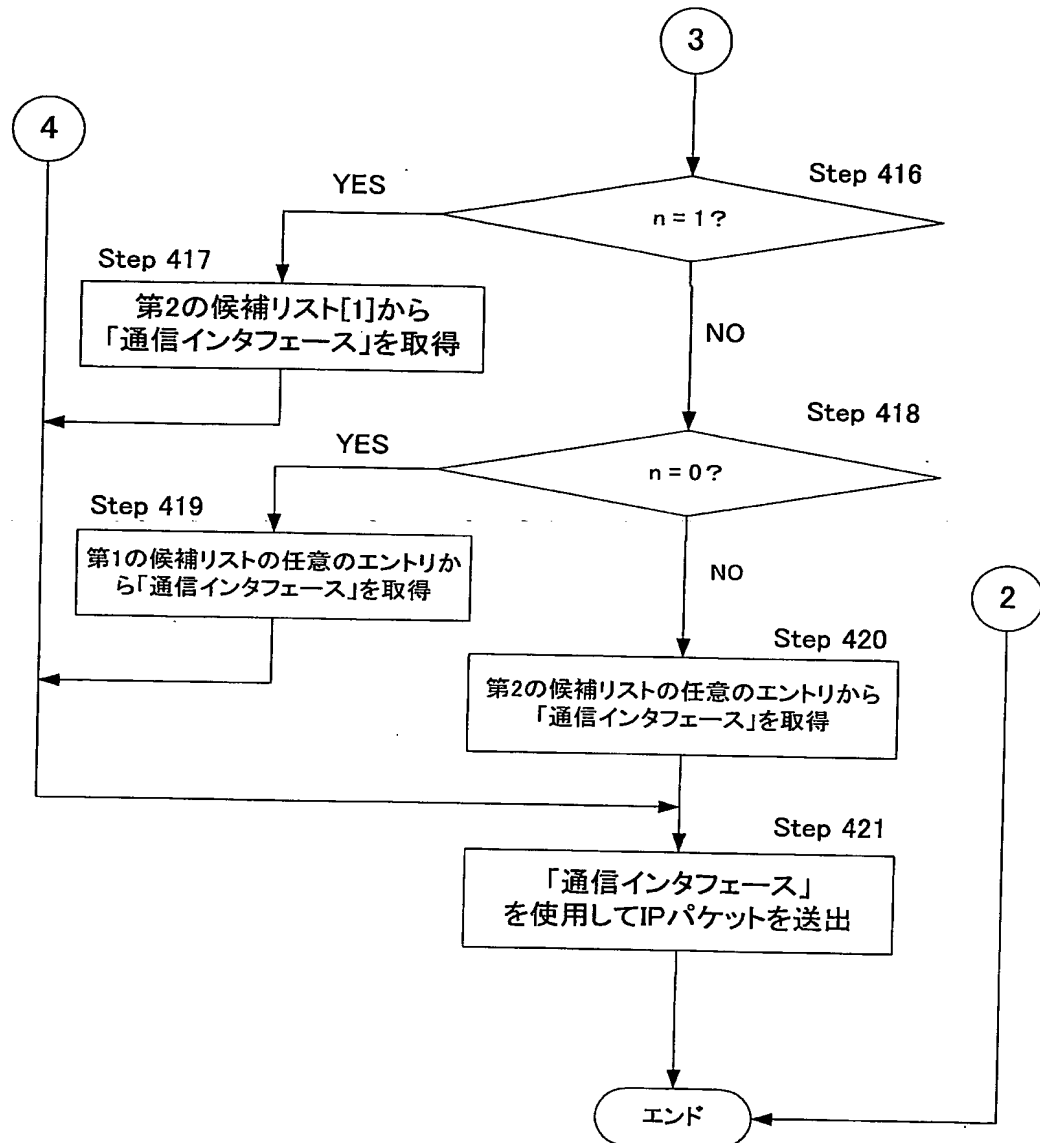 3
4
Step 416
YES
n = 1?
Step 417
第2の候補リスト[1]から
「通信インタフェース」を取得
NO
Step 418
YES
n = 0?
Step 419
第1の候補リストの任意のエントリか
ら「通信インタフェース」を取得
NO
2
Step 420
第2の候補リストの任意のエントリから
「通信インタフェース」を取得
Step 421
「通信インタフェース」
を使用してIPパケットを送出
エンド